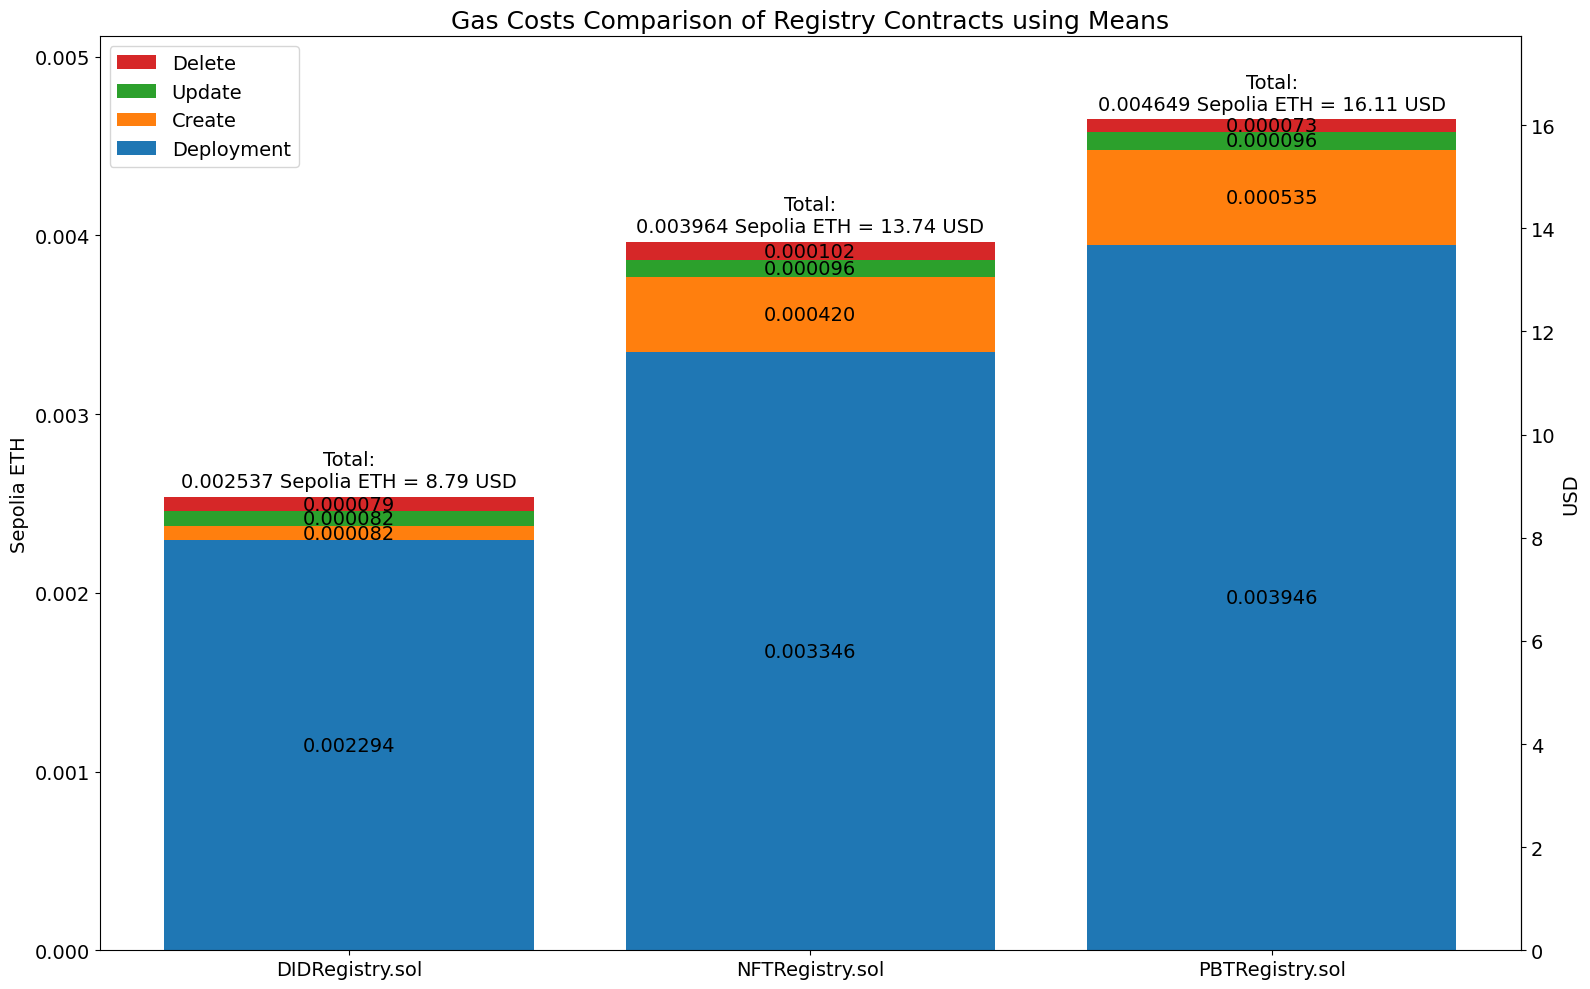 Gas Costs Comparison of Registry Contracts using Means
Delete
Update
Create
Deployment
Sepolia ETH
0.005
0.004
0.003
0.002
0.001
0.000
Total:
0.002537 Sepolia ETH = 8.79 USD
0.000079
0.000082
0.000082
0.002294
Total:
0.003964 Sepolia ETH = 13.74 USD
0.000102
0.000096
0.000420
0.003346
Total:
0.004649 Sepolia ETH = 16.11 USD
0.000073
0.000096
0.000535
0.003946
16
14
12
10
8
6
4
2
0
USD
DIDRegistry.sol
NFTRegistry.sol
PBTRegistry.sol